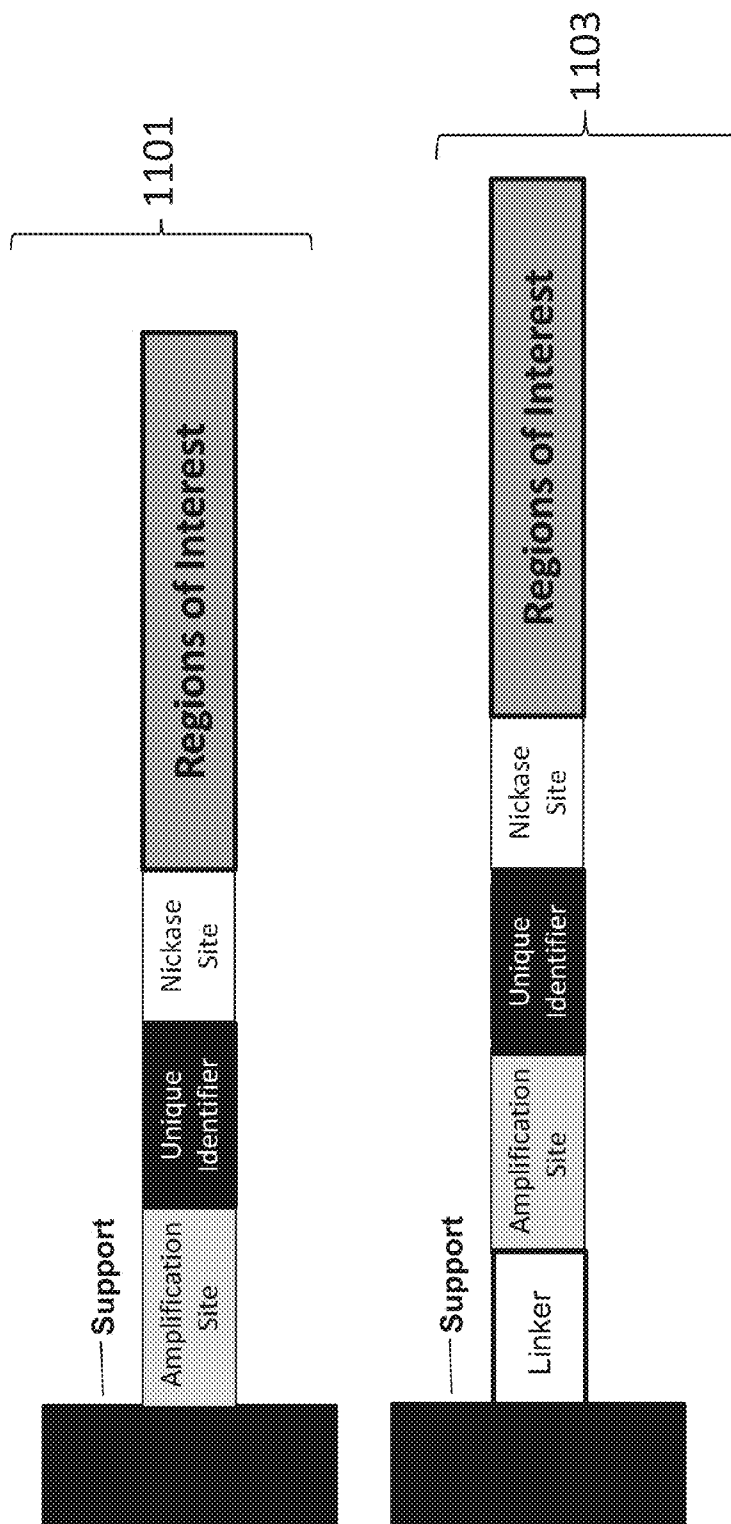 1101
Support
Amplification
Site
Unique
Identifier
Nickase
Site
Regions of Interest
1103
Support
Linker
Amplification
Site
Unique
Identifier
Nickase
Site
Regions of Interest